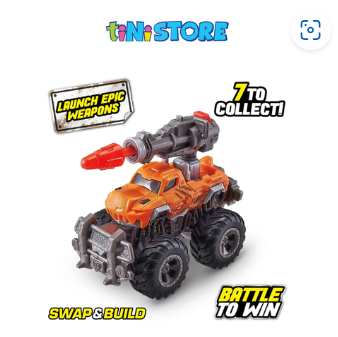 tiNiSTORE
LAUNCH EPIC
WEAPONS
7 TO
COLLECT!
SWAP & BUILD
BATTLE
TO WIN